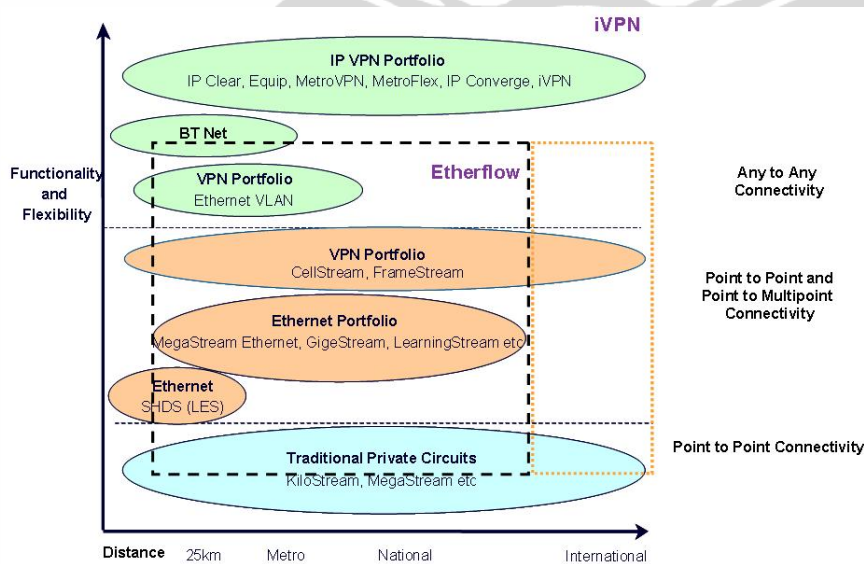 iVPN
IP VPN Portfolio
IP Clear, Equip, MetroVPN, MetroFlex, IP Converge, iVPN
BT Net
Functionality
and
Flexibility
Etherflow
VPN Portfolio
Ethernet VLAN
Any to Any
Connectivity
VPN Portfolio
CellStream, FrameStream
Point to Point and
Point to Multipoint
Connectivity
Ethernet Portfolio
MegaStream Ethernet, GigeStream, LearningStream etc
Ethernet
SHDS (LES)
Point to Point Connectivity
Traditional Private Circuits
KiloStream, MegaStream etc
Distance 25km Metro National International